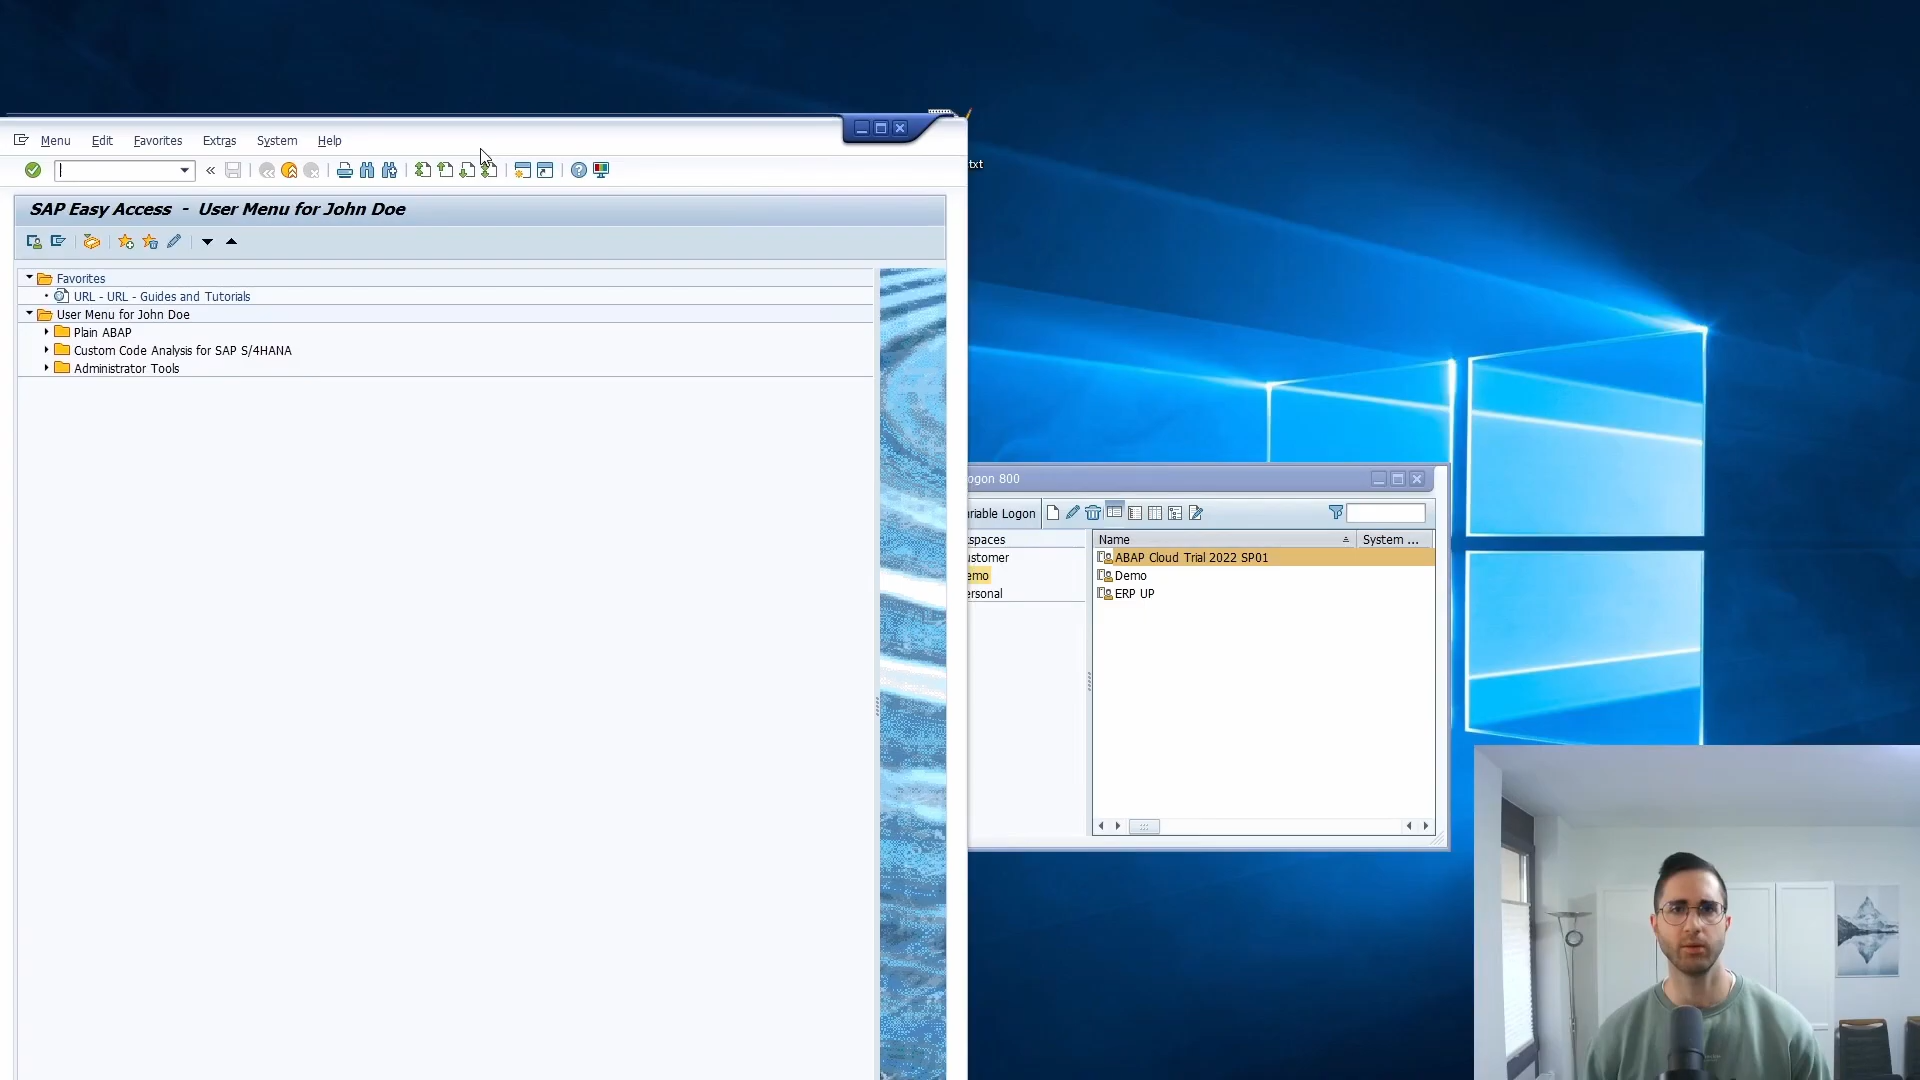 Menu Edit Favorites Extras System Help
txt
SAP Easy Access - User Menu for John Doe
Favorites
URL - URL - Guides and Tutorials
User Menu for John Doe
Plain ABAP
Custom Code Analysis for SAP S/4HANA
Administrator Tools
ogon 800
ariable Logon
spaces
ustomer
emo
ersonal
Name System ...
ABAP Cloud Trial 2022 SP01
Demo
ERP UP